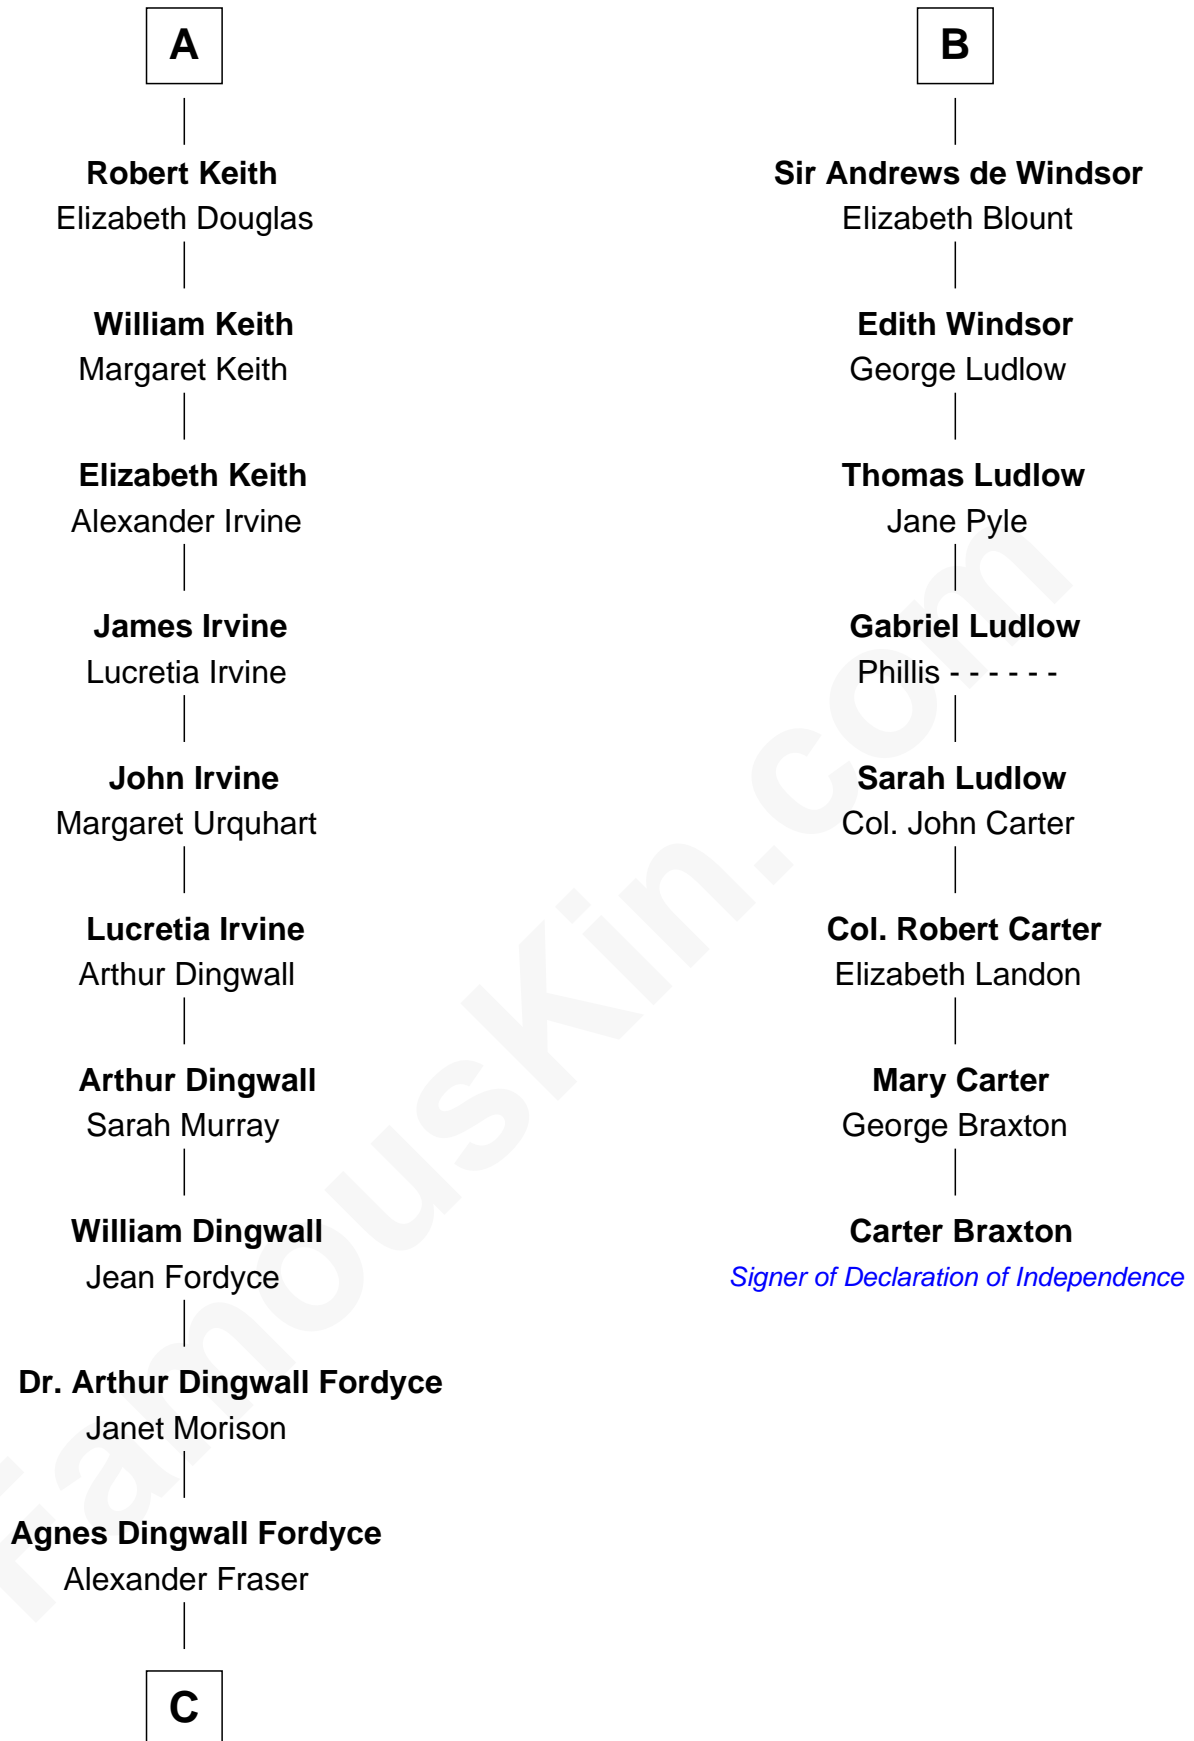 A
Robert Keith
Elizabeth Douglas
William Keith
Margaret Keith
Elizabeth Keith
Alexander Irvine
James Irvine
Lucretia Irvine
John Irvine
Margaret Urquhart
Lucretia Irvine
Arthur Dingwall
Arthur Dingwall
Sarah Murray
William Dingwall
Jean Fordyce
Dr. Arthur Dingwall Fordyce
Janet Morison
Agnes Dingwall Fordyce
Alexander Fraser
C
B
Sir Andrews de Windsor
Elizabeth Blount
Edith Windsor
George Ludlow
Thomas Ludlow
Jane Pyle
Gabriel Ludlow
Phillis - - - - - -
Sarah Ludlow
Col. John Carter
Col. Robert Carter
Elizabeth Landon
Mary Carter
George Braxton
Carter Braxton
Signer of Declaration of Independence
FamousKin.com